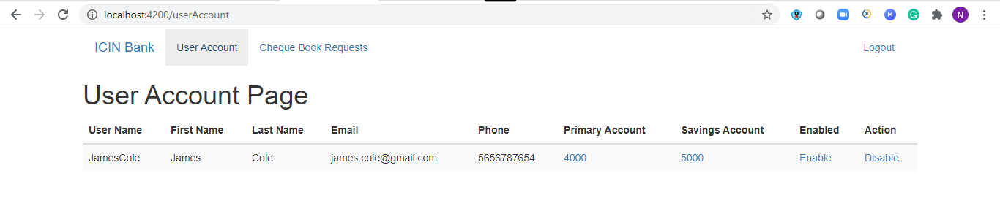 localhost:4200/userAccount
M
G
N
ICIN Bank User Account Cheque Book Requests Logout
User Account Page
User Name First Name Last Name Email Phone Primary Account Savings Account Enabled Action
JamesCole James Cole james.cole@gmail.com 5656787654 4000 5000 Enable Disable